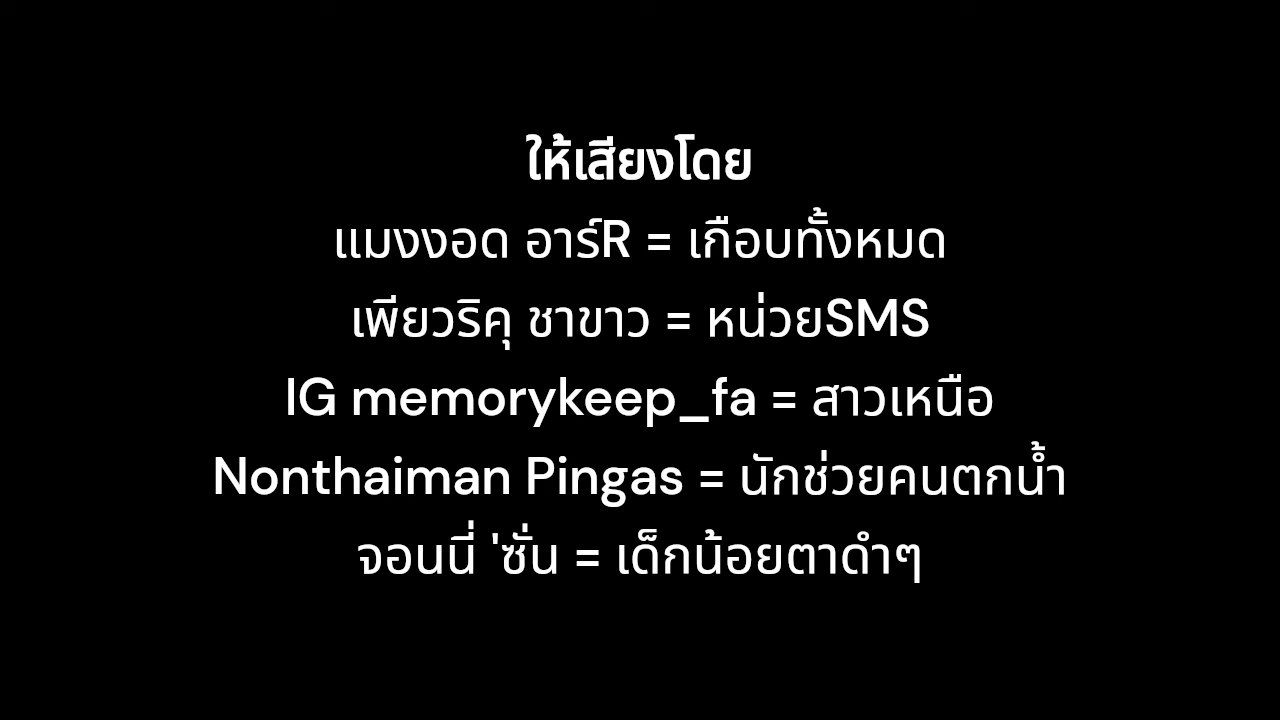 ให้เสียงโดย
แมงงอด อาร์R = เกือบทั้งหมด
เพียวริคุ ชาขาว = หน่วยSMS
IG memorykeep_fa = สาวเหนือ
Nonthaiman Pingas = นักช่วยคนตกน้ำ
จอนนี่ 'ซั่น = เด็กน้อยตาดำๆ